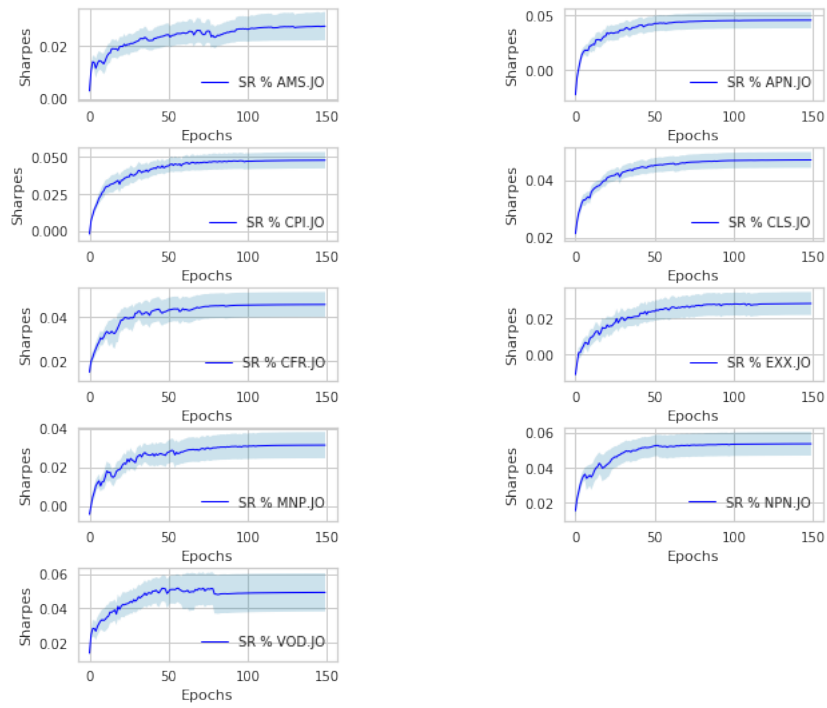 Sharpes
0.02
0.00
SR % AMS.JO
0 50 100 150
Epochs
Sharpes
0.05
0.00
SR % APN.JO
0 50 100 150
Epochs
Sharpes
0.050
0.025
0.000
SR % CPI.JO
0 50 100 150
Epochs
Sharpes
0.04
0.02
SR % CLS.JO
0 50 100 150
Epochs
Sharpes
0.04
0.02
SR % CFR.JO
0 50 100 150
Epochs
Sharpes
0.02
0.00
SR % EXX.JO
0 50 100 150
Epochs
Sharpes
0.04
0.02
0.00
SR % MNP.JO
0 50 100 150
Epochs
Sharpes
0.06
0.04
0.02
SR % NPN.JO
0 50 100 150
Epochs
Sharpes
0.06
0.04
0.02
SR % VOD.JO
0 50 100 150
Epochs